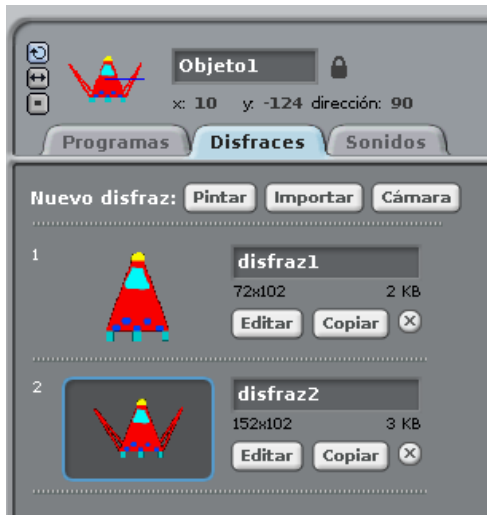 Objeto1
x: 10 y: -124 dirección: 90
Programas Disfraces Sonidos
Nuevo disfraz: Pintar Importar Cámara
1
disfraz1
72x102 2 KB
Editar Copiar
2
disfraz2
152x102 3 KB
Editar Copiar